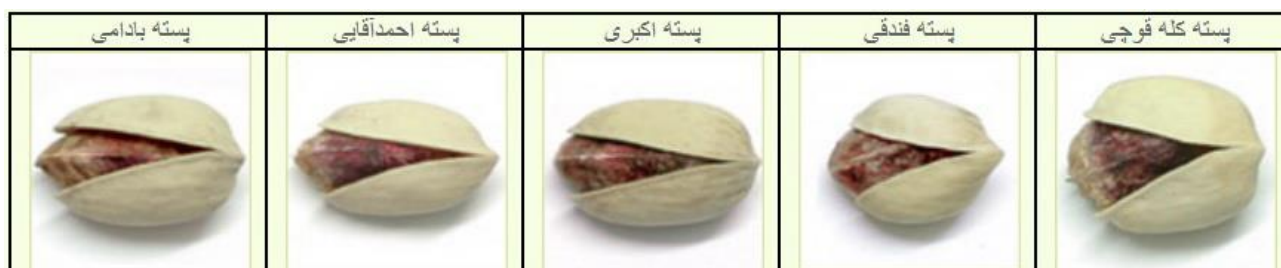 پسته کله قوچی
پسته فندقی
پسته اکبری
پسته احمدآقایی
پسته بادامی